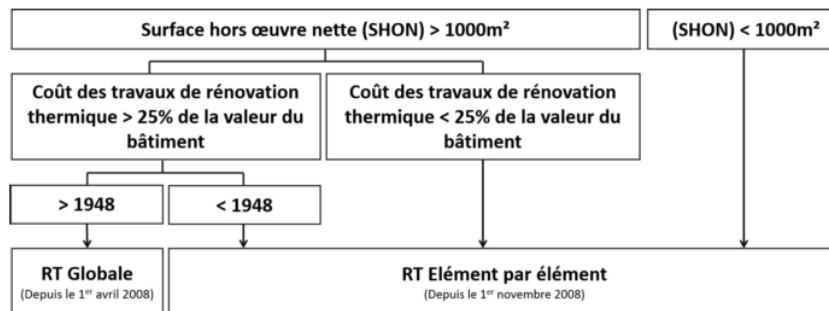 Surface hors œuvre nette (SHON) > 1000m²
(SHON) < 1000m²
Coût des travaux de rénovation
thermique > 25% de la valeur du
bâtiment
Coût des travaux de rénovation
thermique < 25% de la valeur du
bâtiment
> 1948
< 1948
RT Globale
(Depuis le 1er avril 2008)
RT Elément par élément
(Depuis le 1er novembre 2008)